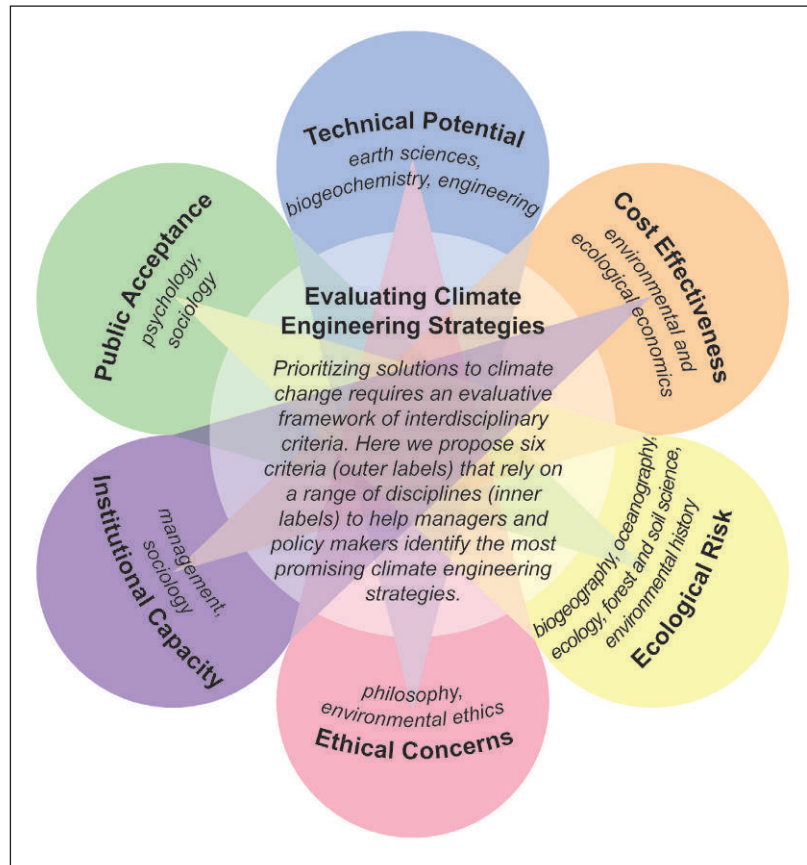 Technical Potential
earth sciences,
biogeochemistry, engineering
Cost Effectiveness
environmental and
ecological economics
biogeography, oceanography,
ecology, forest and soil science,
environmental history
Ecological Risk
philosophy,
environmental ethics
Ethical Concerns
management,
sociology
Institutional Capacity
Public Acceptance
psychology,
sociology
Evaluating Climate
Engineering Strategies
Prioritizing solutions to climate
change requires an evaluative
framework of interdisciplinary
criteria. Here we propose six
criteria (outer labels) that rely on
a range of disciplines (inner
labels) to help managers and
policy makers identify the most
promising climate engineering
strategies.